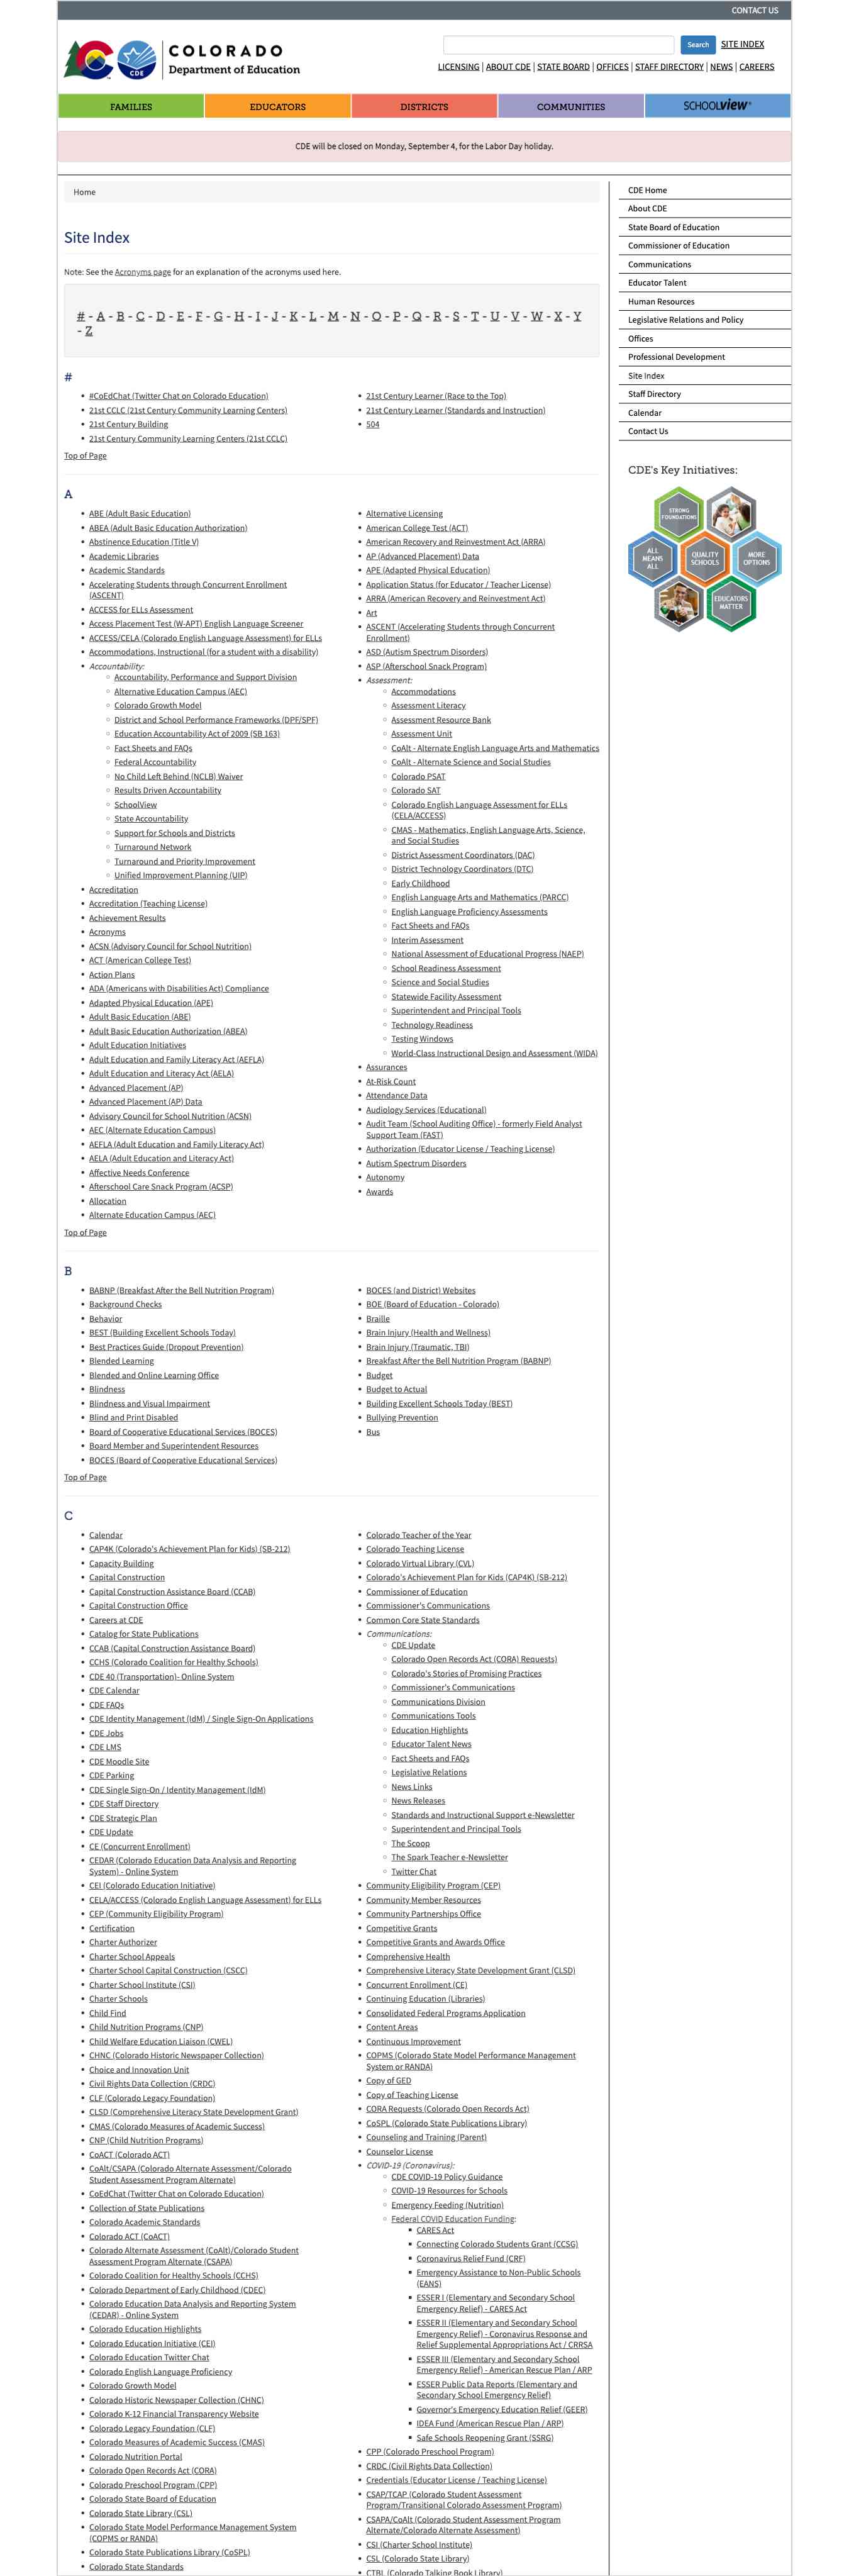 CONTACT US
COLORADO
Department of Education
CDE
Search
SITE INDEX
LICENSING | ABOUT CDE | STATE BOARD | OFFICES | STAFF DIRECTORY | NEWS | CAREERS
FAMILIES
EDUCATORS
DISTRICTS
COMMUNITIES
SCHOOLVIEW®
CDE will be closed on Monday, September 4, for the Labor Day holiday.
Home
Site Index
Note: See the Acronyms page for an explanation of the acronyms used here.
# - A - B - C - D - E - F - G - H - I - J - K - L - M - N - O - P - Q - R - S - T - U - V - W - X - Y
- Z
#
#CoEdChat (Twitter Chat on Colorado Education)
21st CCLC (21st Century Community Learning Centers)
21st Century Building
21st Century Community Learning Centers (21st CCLC)
21st Century Learner (Race to the Top)
21st Century Learner (Standards and Instruction)
504
Top of Page
A
ABE (Adult Basic Education)
ABEA (Adult Basic Education Authorization)
Abstinence Education (Title V)
Academic Libraries
Academic Standards
Accelerating Students through Concurrent Enrollment
(ASCENT)
ACCESS for ELLs Assessment
Access Placement Test (W-APT) English Language Screener
ACCESS/CELA (Colorado English Language Assessment) for ELLs
Accommodations, Instructional (for a student with a disability)
Accountability:
Accountability, Performance and Support Division
Alternative Education Campus (AEC)
Colorado Growth Model
District and School Performance Frameworks (DPF/SPF)
Education Accountability Act of 2009 (SB 163)
Fact Sheets and FAQs
Federal Accountability
No Child Left Behind (NCLB) Waiver
Results Driven Accountability
SchoolView
State Accountability
Support for Schools and Districts
Turnaround Network
Turnaround and Priority Improvement
Unified Improvement Planning (UIP)
Accreditation
Accreditation (Teaching License)
Achievement Results
Acronyms
ACSN (Advisory Council for School Nutrition)
ACT (American College Test)
Action Plans
ADA (Americans with Disabilities Act) Compliance
Adapted Physical Education (APE)
Adult Basic Education (ABE)
Adult Basic Education Authorization (ABEA)
Adult Education Initiatives
Adult Education and Family Literacy Act (AEFLA)
Adult Education and Literacy Act (AELA)
Advanced Placement (AP)
Advanced Placement (AP) Data
Advisory Council for School Nutrition (ACSN)
AEC (Alternate Education Campus)
AEFLA (Adult Education and Family Literacy Act)
AELA (Adult Education and Literacy Act)
Affective Needs Conference
Afterschool Care Snack Program (ACSP)
Allocation
Alternate Education Campus (AEC)
Alternative Licensing
American College Test (ACT)
American Recovery and Reinvestment Act (ARRA)
AP (Advanced Placement) Data
APE (Adapted Physical Education)
Application Status (for Educator / Teacher License)
ARRA (American Recovery and Reinvestment Act)
Art
ASCENT (Accelerating Students through Concurrent
Enrollment)
ASD (Autism Spectrum Disorders)
ASP (Afterschool Snack Program)
Assessment:
Accommodations
Assessment Literacy
Assessment Resource Bank
Assessment Unit
CoAlt - Alternate English Language Arts and Mathematics
CoAlt - Alternate Science and Social Studies
Colorado PSAT
Colorado SAT
Colorado English Language Assessment for ELLs
(CELA/ACCESS)
CMAS - Mathematics, English Language Arts, Science,
and Social Studies
District Assessment Coordinators (DAC)
District Technology Coordinators (DTC)
Early Childhood
English Language Arts and Mathematics (PARCC)
English Language Proficiency Assessments
Fact Sheets and FAQs
Interim Assessment
National Assessment of Educational Progress (NAEP)
School Readiness Assessment
Science and Social Studies
Statewide Facility Assessment
Superintendent and Principal Tools
Technology Readiness
Testing Windows
World-Class Instructional Design and Assessment (WIDA)
Assurances
At-Risk Count
Attendance Data
Audiology Services (Educational)
Audit Team (School Auditing Office) - formerly Field Analyst
Support Team (FAST)
Authorization (Educator License / Teaching License)
Autism Spectrum Disorders
Autonomy
Awards
Top of Page
B
BABNP (Breakfast After the Bell Nutrition Program)
Background Checks
Behavior
BEST (Building Excellent Schools Today)
Best Practices Guide (Dropout Prevention)
Blended Learning
Blended and Online Learning Office
Blindness
Blindness and Visual Impairment
Blind and Print Disabled
Board of Cooperative Educational Services (BOCES)
Board Member and Superintendent Resources
BOCES (Board of Cooperative Educational Services)
BOCES (and District) Websites
BOE (Board of Education - Colorado)
Braille
Brain Injury (Health and Wellness)
Brain Injury (Traumatic, TBI)
Breakfast After the Bell Nutrition Program (BABNP)
Budget
Budget to Actual
Building Excellent Schools Today (BEST)
Bullying Prevention
Bus
Top of Page
C
Calendar
CAP4K (Colorado's Achievement Plan for Kids) (SB-212)
Capacity Building
Capital Construction
Capital Construction Assistance Board (CCAB)
Capital Construction Office
Careers at CDE
Catalog for State Publications
CCAB (Capital Construction Assistance Board)
CCHS (Colorado Coalition for Healthy Schools)
CDE 40 (Transportation)- Online System
CDE Calendar
CDE FAQs
CDE Identity Management (IdM) / Single Sign-On Applications
CDE Jobs
CDE LMS
CDE Moodle Site
CDE Parking
CDE Single Sign-On / Identity Management (IdM)
CDE Staff Directory
CDE Strategic Plan
CDE Update
CE (Concurrent Enrollment)
CEDAR (Colorado Education Data Analysis and Reporting
System) - Online System
CEI (Colorado Education Initiative)
CELA/ACCESS (Colorado English Language Assessment) for ELLs
CEP (Community Eligibility Program)
Certification
Charter Authorizer
Charter School Appeals
Charter School Capital Construction (CSCC)
Charter School Institute (CSI)
Charter Schools
Child Find
Child Nutrition Programs (CNP)
Child Welfare Education Liaison (CWEL)
CHNC (Colorado Historic Newspaper Collection)
Choice and Innovation Unit
Civil Rights Data Collection (CRDC)
CLF (Colorado Legacy Foundation)
CLSD (Comprehensive Literacy State Development Grant)
CMAS (Colorado Measures of Academic Success)
CNP (Child Nutrition Programs)
CoACT (Colorado ACT)
CoAlt/CSAPA (Colorado Alternate Assessment/Colorado
Student Assessment Program Alternate)
CoEdChat (Twitter Chat on Colorado Education)
Collection of State Publications
Colorado Academic Standards
Colorado ACT (CoACT)
Colorado Alternate Assessment (CoAlt)/Colorado Student
Assessment Program Alternate (CSAPA)
Colorado Coalition for Healthy Schools (CCHS)
Colorado Department of Early Childhood (CDEC)
Colorado Education Data Analysis and Reporting System
(CEDAR) - Online System
Colorado Education Highlights
Colorado Education Initiative (CEI)
Colorado Education Twitter Chat
Colorado English Language Proficiency
Colorado Growth Model
Colorado Historic Newspaper Collection (CHNC)
Colorado K-12 Financial Transparency Website
Colorado Legacy Foundation (CLF)
Colorado Measures of Academic Success (CMAS)
Colorado Nutrition Portal
Colorado Open Records Act (CORA)
Colorado Preschool Program (CPP)
Colorado State Board of Education
Colorado State Library (CSL)
Colorado State Model Performance Management System
(COPMS or RANDA)
Colorado State Publications Library (CoSPL)
Colorado State Standards
Colorado Teacher of the Year
Colorado Teaching License
Colorado Virtual Library (CVL)
Colorado's Achievement Plan for Kids (CAP4K) (SB-212)
Commissioner of Education
Commissioner's Communications
Common Core State Standards
Communications:
CDE Update
Colorado Open Records Act (CORA) Requests)
Colorado's Stories of Promising Practices
Commissioner's Communications
Communications Division
Communications Tools
Education Highlights
Educator Talent News
Fact Sheets and FAQs
Legislative Relations
News Links
News Releases
Standards and Instructional Support e-Newsletter
Superintendent and Principal Tools
The Scoop
The Spark Teacher e-Newsletter
Twitter Chat
Community Eligibility Program (CEP)
Community Member Resources
Community Partnerships Office
Competitive Grants
Competitive Grants and Awards Office
Comprehensive Health
Comprehensive Literacy State Development Grant (CLSD)
Concurrent Enrollment (CE)
Continuing Education (Libraries)
Consolidated Federal Programs Application
Content Areas
Continuous Improvement
COPMS (Colorado State Model Performance Management
System or RANDA)
Copy of GED
Copy of Teaching License
CORA Requests (Colorado Open Records Act)
CoSPL (Colorado State Publications Library)
Counseling and Training (Parent)
Counselor License
COVID-19 (Coronavirus):
CDE COVID-19 Policy Guidance
COVID-19 Resources for Schools
Emergency Feeding (Nutrition)
Federal COVID Education Funding:
CARES Act
Connecting Colorado Students Grant (CCSG)
Coronavirus Relief Fund (CRF)
Emergency Assistance to Non-Public Schools
(EANS)
ESSER I (Elementary and Secondary School
Emergency Relief) - CARES Act
ESSER II (Elementary and Secondary School
Emergency Relief) - Coronavirus Response and
Relief Supplemental Appropriations Act / CRRSA
ESSER III (Elementary and Secondary School
Emergency Relief) - American Rescue Plan / ARP
ESSER Public Data Reports (Elementary and
Secondary School Emergency Relief)
Governor's Emergency Education Relief (GEER)
IDEA Fund (American Rescue Plan / ARP)
Safe Schools Reopening Grant (SSRG)
CPP (Colorado Preschool Program)
CRDC (Civil Rights Data Collection)
Credentials (Educator License / Teaching License)
CSAP/TCAP (Colorado Student Assessment
Program/Transitional Colorado Assessment Program)
CSAPA/CoAlt (Colorado Student Assessment Program
Alternate/Colorado Alternate Assessment)
CSI (Charter School Institute)
CSL (Colorado State Library)
CTBL (Colorado Talking Book Library)
CDE Home
About CDE
State Board of Education
Commissioner of Education
Communications
Educator Talent
Human Resources
Legislative Relations and Policy
Offices
Professional Development
Site Index
Staff Directory
Calendar
Contact Us
CDE's Key Initiatives:
STRONG
FOUNDATIONS
ALL
MEANS
ALL
QUALITY
SCHOOLS
MORE
OPTIONS
EDUCATORS
MATTER